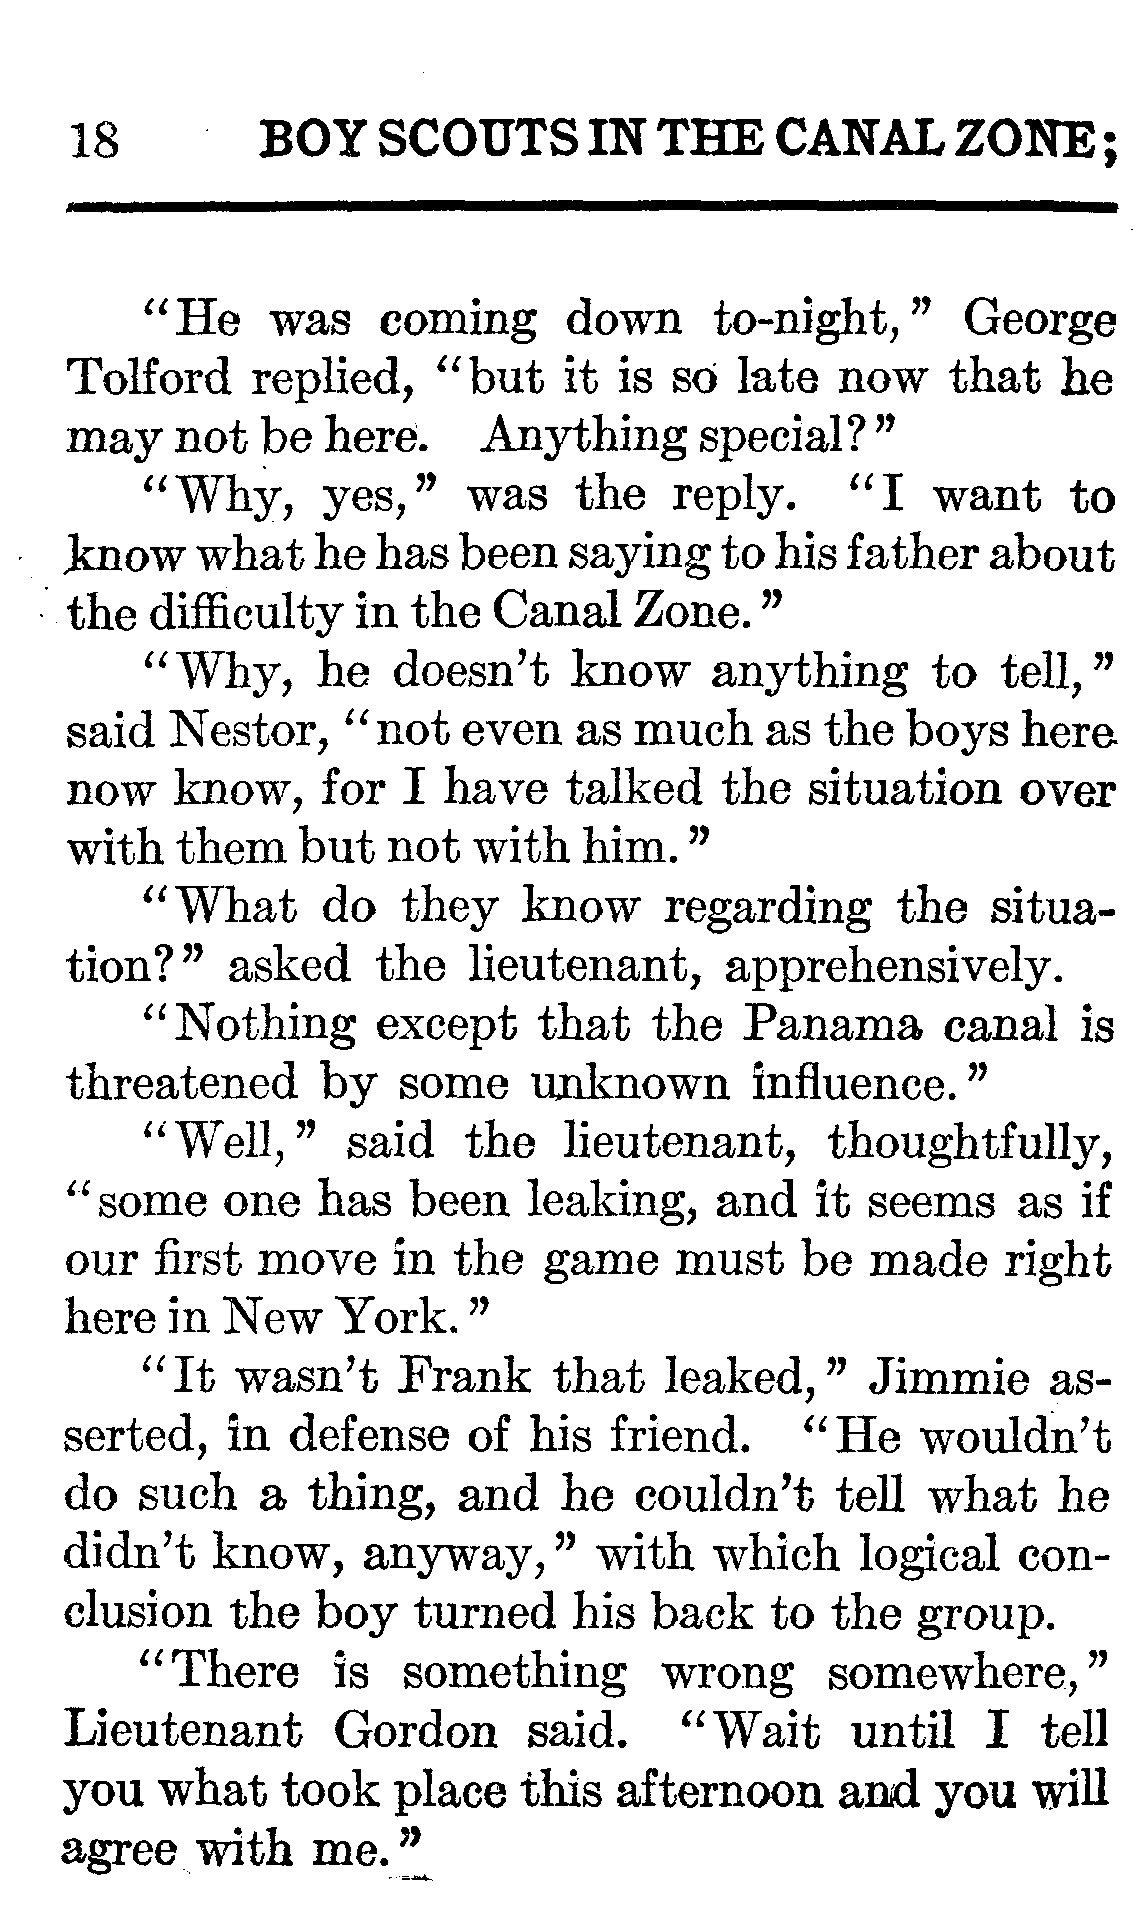 18 BOY SCOUTS IN THE CANAL ZONE;
"He was coming down to-night," George
Tolford replied, "but it is so late now that he
may not be here. Anything special?"
"Why, yes," was the reply. "I want to
know what he has been saying to his father about
the difficulty in the Canal Zone."
"Why, he doesn't know anything to tell,"
said Nestor, "not even as much as the boys here
now know, for I have talked the situation over
with them but not with him."
"What do they know regarding the situa-
tion?" asked the lieutenant, apprehensively.
"Nothing except that the Panama canal is
threatened by some unknown influence."
"Well," said the lieutenant, thoughtfully,
"some one has been leaking, and it seems as if
our first move in the game must be made right
here in New York."
"It wasn't Frank that leaked," Jimmie as-
serted, in defense of his friend. "He wouldn't
do such a thing, and he couldn't tell what he
didn't know, anyway," with which logical con-
clusion the boy turned his back to the group.
"There is something wrong somewhere,"
Lieutenant Gordon said. "Wait until I tell
you what took place this afternoon and you will
agree with me."